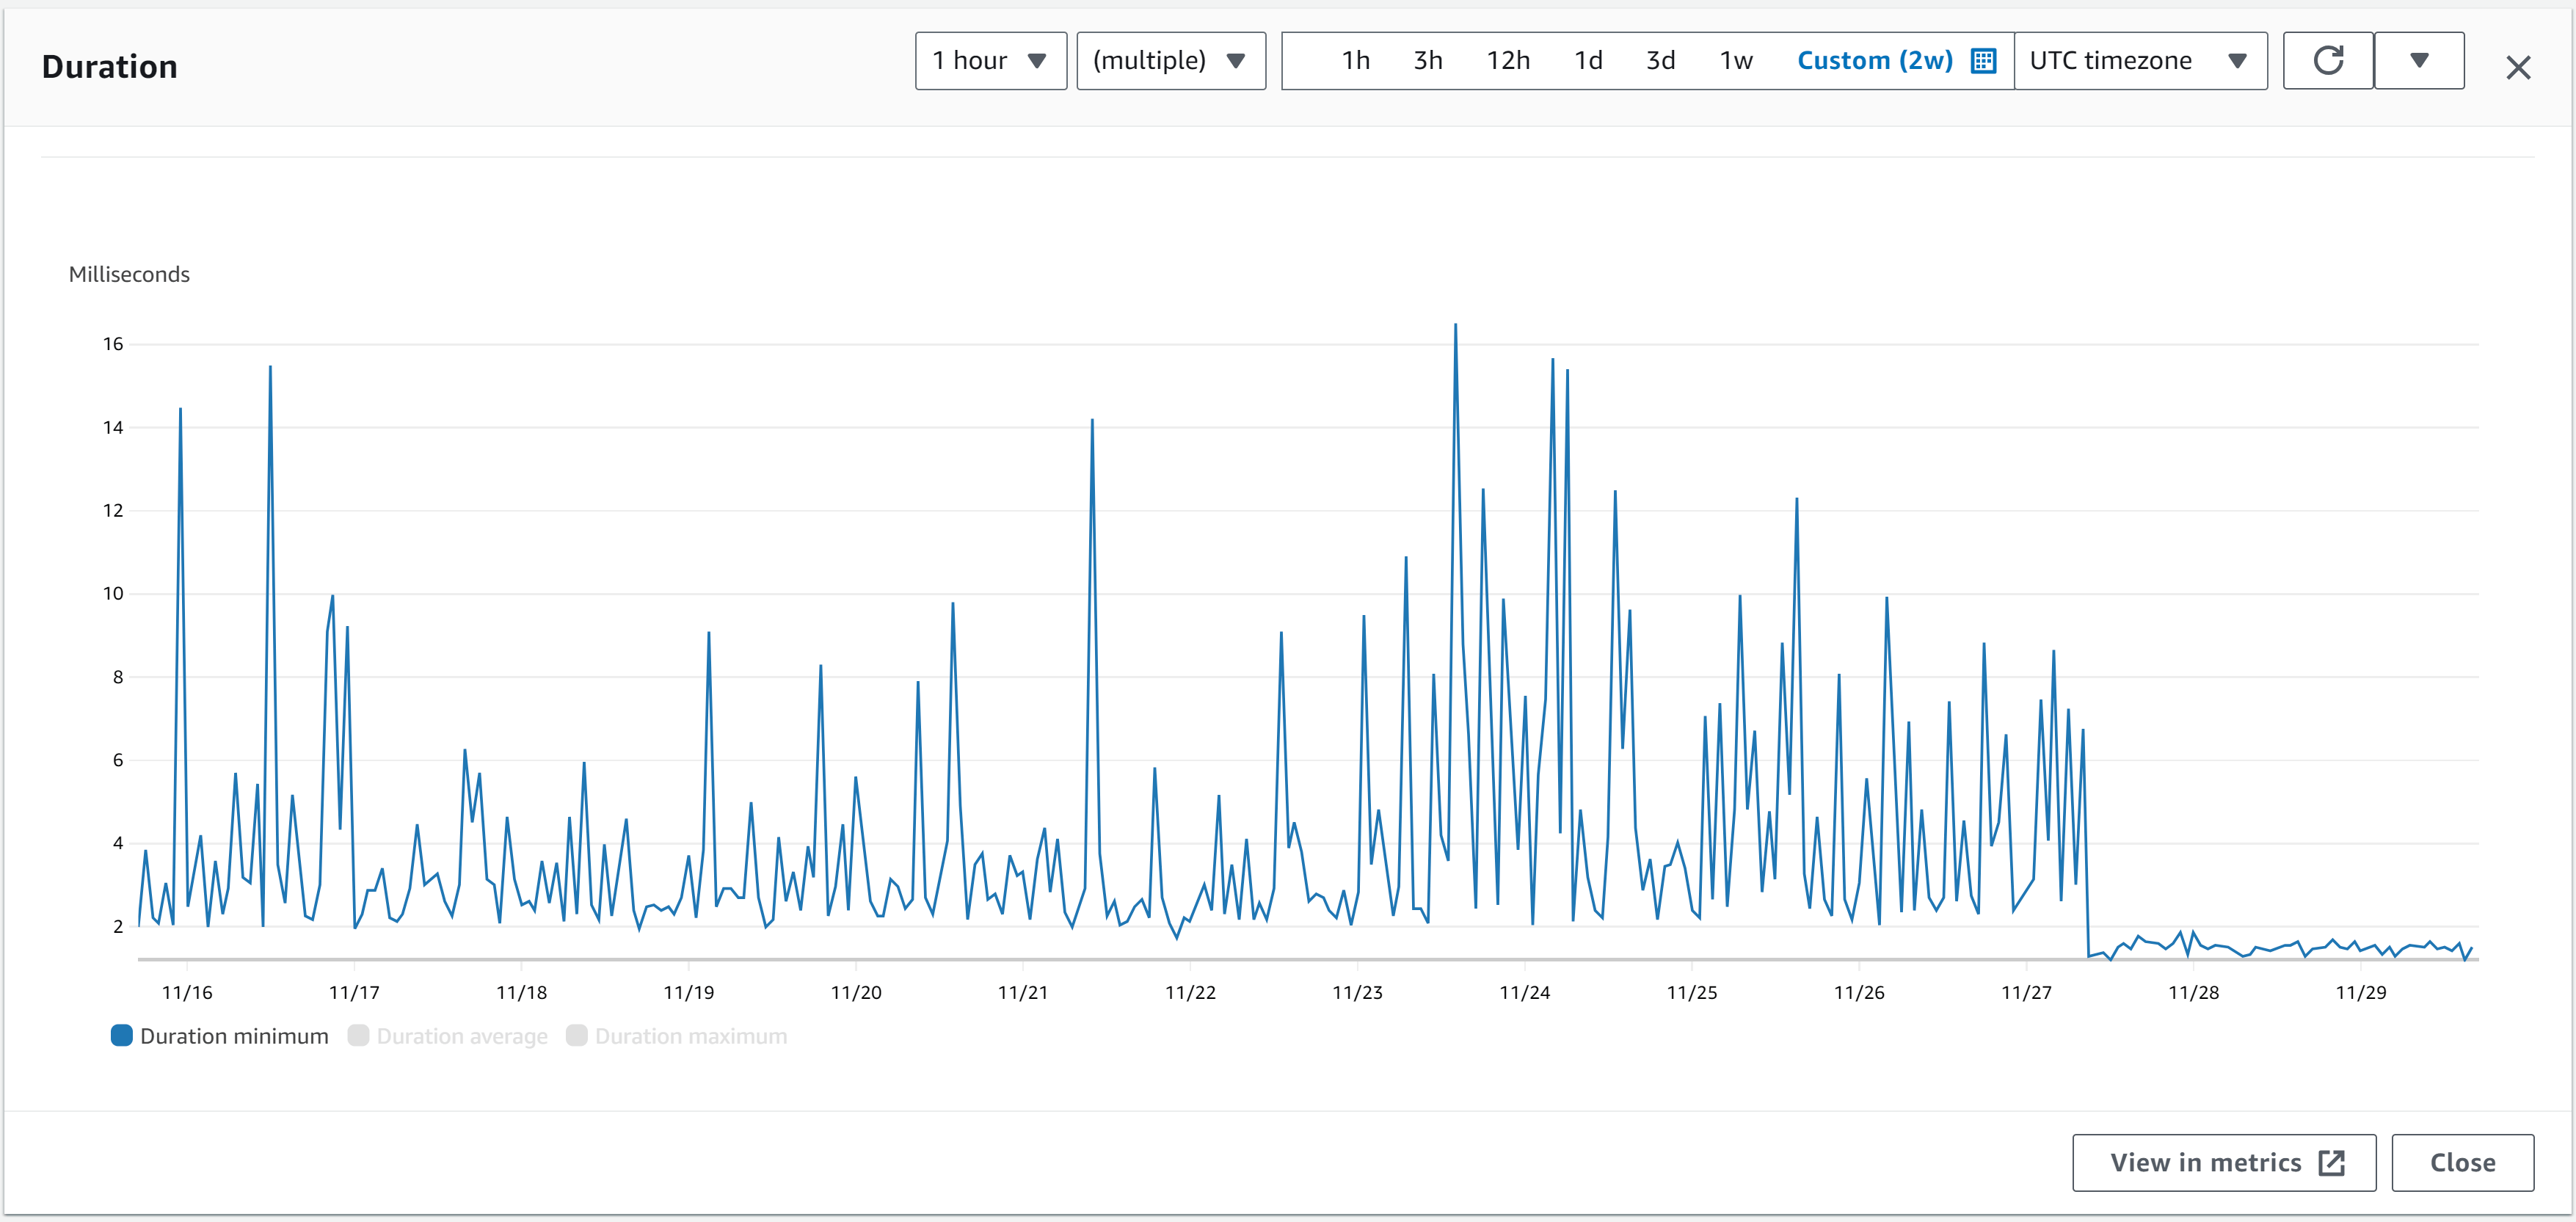 Duration
1 hour
(multiple)
1h 3h 12h 1d 3d 1w Custom (2w)
UTC timezone
Milliseconds
16
14
12
10
8
6
4
2
11/16 11/17 11/18 11/19 11/20 11/21 11/22 11/23 11/24 11/25 11/26 11/27 11/28 11/29
Duration minimum Duration average Duration maximum
View in metrics
Close